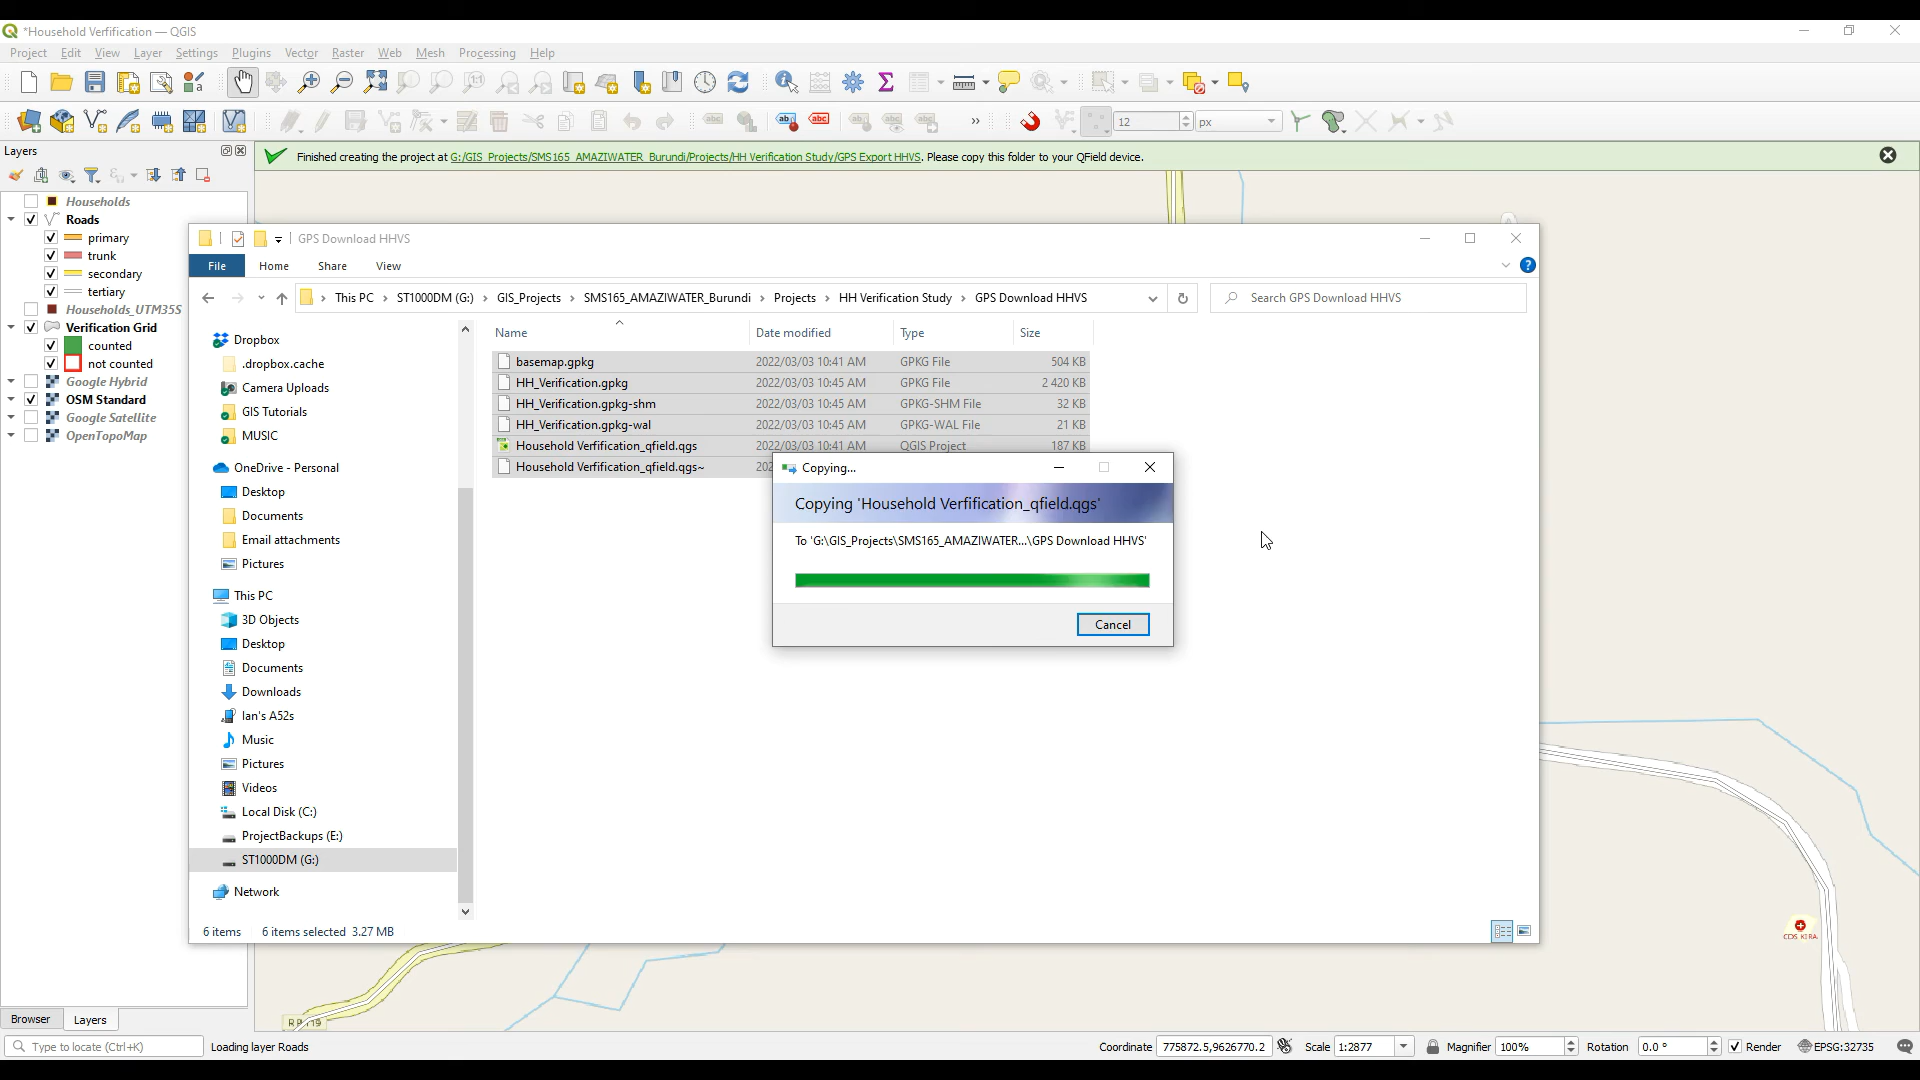 *Household Verfification — QGIS
Project Edit View Layer Settings Plugins Vector Raster Web Mesh Processing Help
12 px
Layers
Finished creating the project at G:/GIS_Projects/SMS165_AMAZIWATER_Burundi/Projects/HH Verification Study/GPS Export HHVS. Please copy this folder to your QField device.
Households
Roads
primary
trunk
secondary
tertiary
Households_UTM35S
Verification Grid
counted
not counted
Google Hybrid
OSM Standard
Google Satellite
OpenTopoMap
GPS Download HHVS
File Home Share View
This PC ST1000DM (G:) GIS_Projects SMS165_AMAZIWATER_Burundi Projects HH Verification Study GPS Download HHVS
Search GPS Download HHVS
Dropbox
.dropbox.cache
Camera Uploads
GIS Tutorials
MUSIC
OneDrive - Personal
Desktop
Documents
Email attachments
Pictures
This PC
3D Objects
Desktop
Documents
Downloads
Ian's A52s
Music
Pictures
Videos
Local Disk (C:)
ProjectBackups (E:)
ST1000DM (G:)
Network
Name Date modified Type Size
basemap.gpkg 2022/03/03 10:41 AM GPKG File 504 KB
HH_Verification.gpkg 2022/03/03 10:45 AM GPKG File 2 420 KB
HH_Verification.gpkg-shm 2022/03/03 10:45 AM GPKG-SHM File 32 KB
HH_Verification.gpkg-wal 2022/03/03 10:45 AM GPKG-WAL File 21 KB
Household Verfification_qfield.qgs 2022/03/03 10:41 AM QGIS Project 187 KB
Household Verfification_qfield.qgs~ 202
Copying...
Copying 'Household Verfification_qfield.qgs'
To 'G:\GIS_Projects\SMS165_AMAZIWATER...\GPS Download HHVS'
Cancel
6 items 6 items selected 3.27 MB
CDS KIRA
Browser Layers
Type to locate (Ctrl+K) Loading layer Roads
Coordinate 775872.5,9626770.2 Scale 1:2877 Magnifier 100% Rotation 0.0 ° Render EPSG:32735